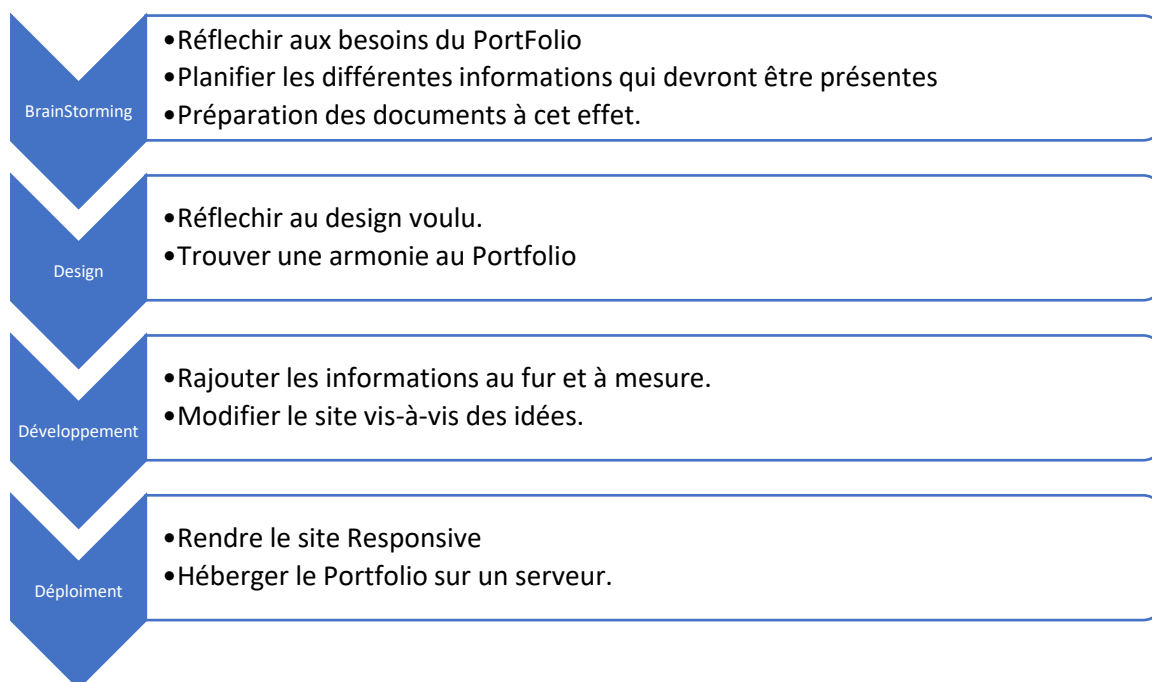 BrainStorming
•Réflechir aux besoins du PortFolio
•Planifier les différentes informations qui devront être présentes
•Préparation des documents à cet effet.
Design
•Réflechir au design voulu.
•Trouver une armonie au Portfolio
Développement
•Rajouter les informations au fur et à mesure.
•Modifier le site vis-à-vis des idées.
Déploiment
•Rendre le site Responsive
•Héberger le Portfolio sur un serveur.